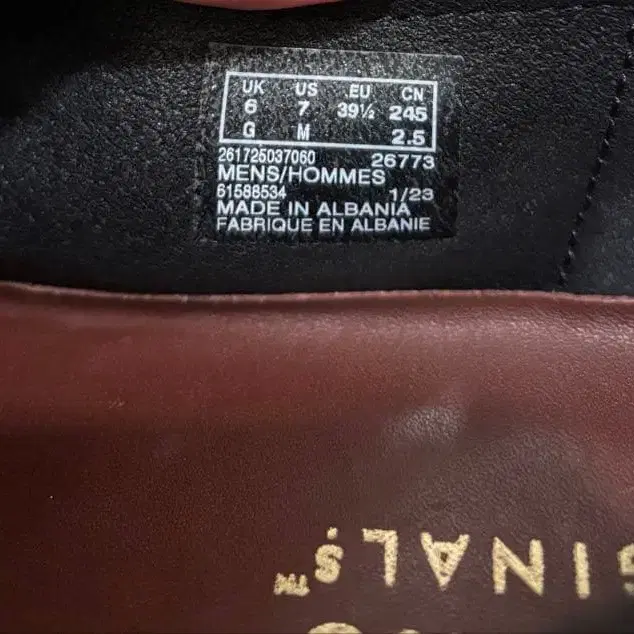 UK US EU CN
6 7 39½ 245
G M 2.5
261725037060 26773
MENS/HOMMES
61588534 1/23
MADE IN ALBANIA
FABRIQUE EN ALBANIE
GINALS™